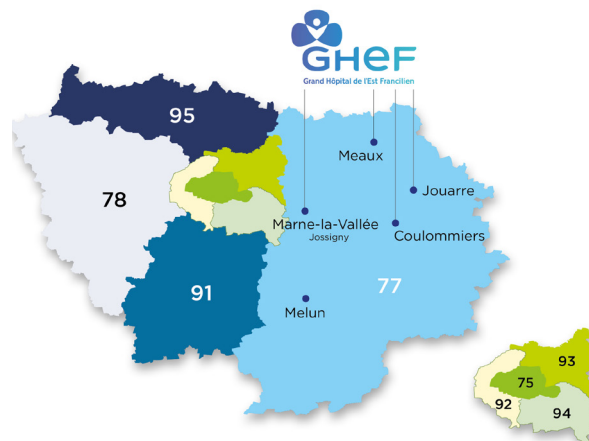 GHeF
Grand Hôpital de l'Est Francilien
95
Meaux
Jouarre
78
Marne-la-Vallée
Jossigny
Coulommiers
91
77
Melun
93
75
92
94